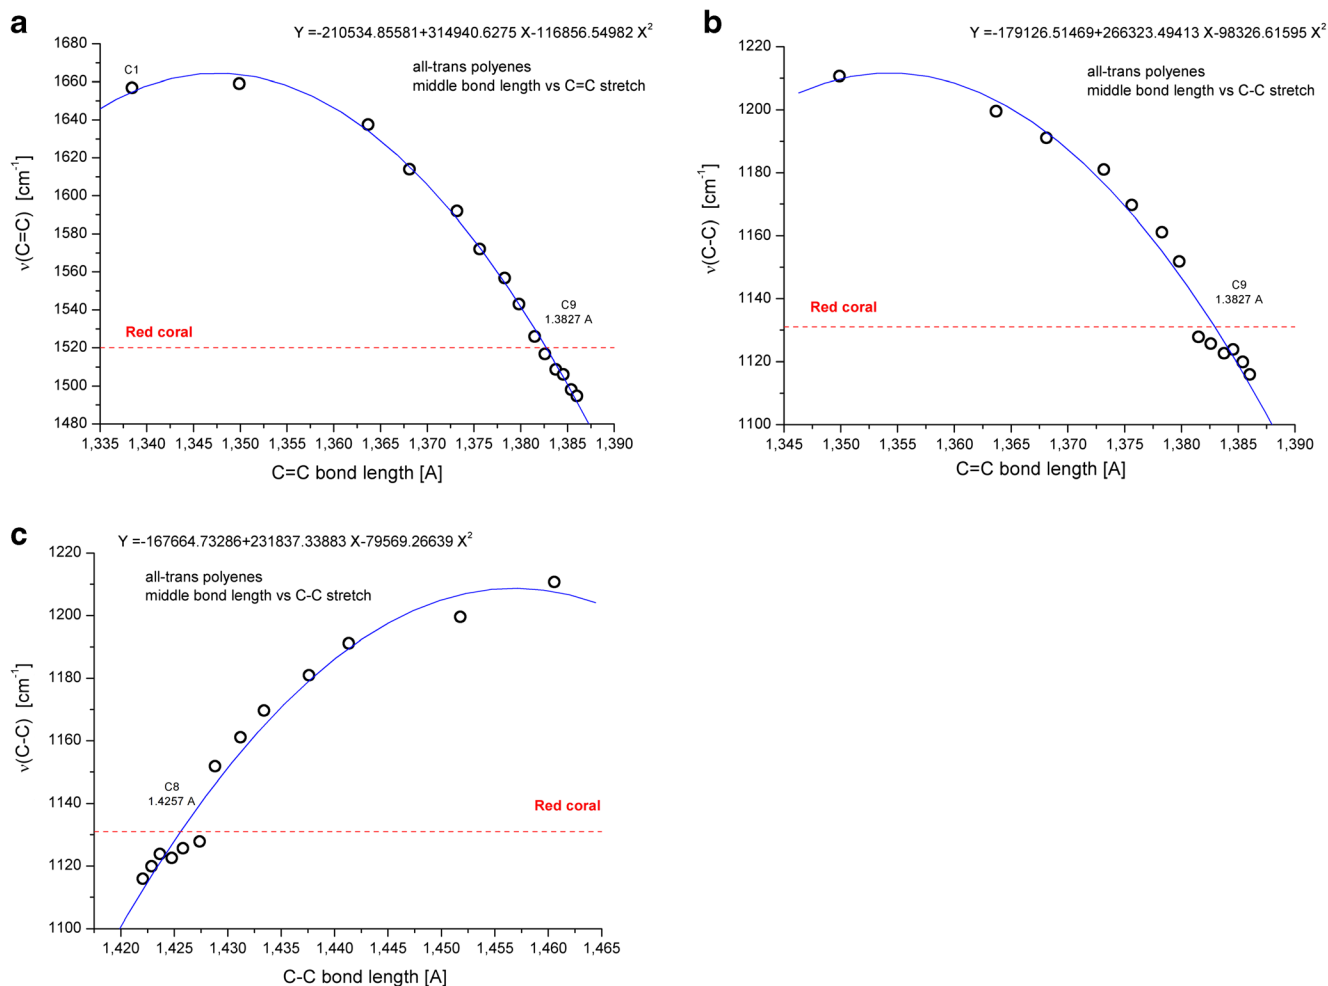 a
Y =-210534.85581+314940.6275 X-116856.54982 X²
1680
1660
1640
1620
1600
1580
1560
1540
1520
1500
1480
ν(C=C) [cm⁻¹]
C1
all-trans polyenes
middle bond length vs C=C stretch
C9
1.3827 A
Red coral
1,335 1,340 1,345 1,350 1,355 1,360 1,365 1,370 1,375 1,380 1,385 1,390
C=C bond length [A]
b
Y =-179126.51469+266323.49413 X-98326.61595 X²
1220
1200
1180
1160
1140
1120
1100
ν(C-C) [cm⁻¹]
all-trans polyenes
middle bond length vs C-C stretch
C9
1.3827 A
Red coral
1,345 1,350 1,355 1,360 1,365 1,370 1,375 1,380 1,385 1,390
C=C bond length [A]
c
Y =-167664.73286+231837.33883 X-79569.26639 X²
1220
1200
1180
1160
1140
1120
1100
ν(C-C) [cm⁻¹]
all-trans polyenes
middle bond length vs C-C stretch
C8
1.4257 A
Red coral
1,420 1,425 1,430 1,435 1,440 1,445 1,450 1,455 1,460 1,465
C-C bond length [A]